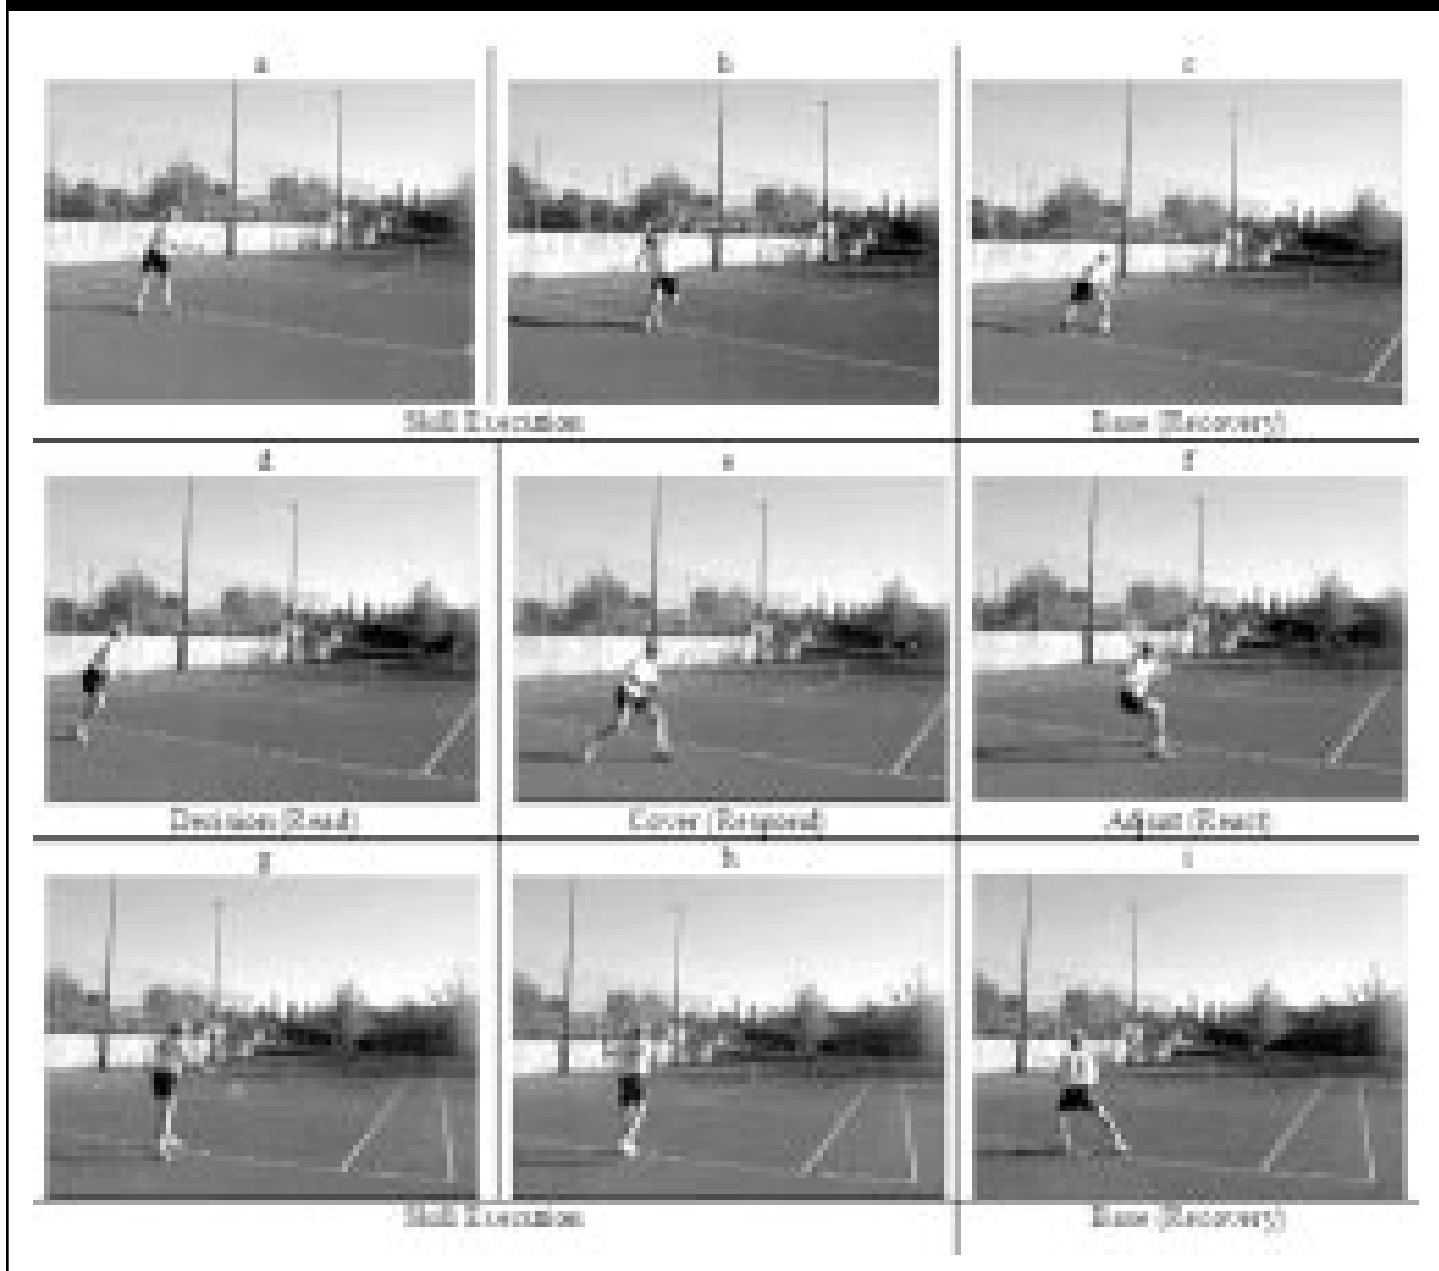 a b c
Skill Execution Base (Recovery)
d e f
Decision (Read) Cover (Respond) Adjust (React)
g h i
Skill Execution Base (Recovery)